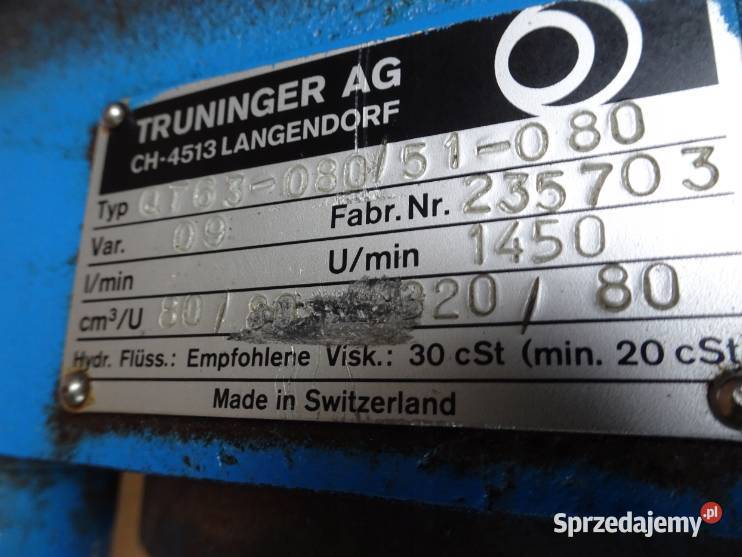 TRUNINGER AG
CH-4513 LANGENDORF
Typ QT63-080/51-080
Var. 09 Fabr. Nr. 235703
l/min U/min 1450
cm³/U 80/80 320/80
Hydr. Flüss.: Empfohlene Visk.: 30 cSt (min. 20 cSt
Made in Switzerland
Sprzedajemy.pl